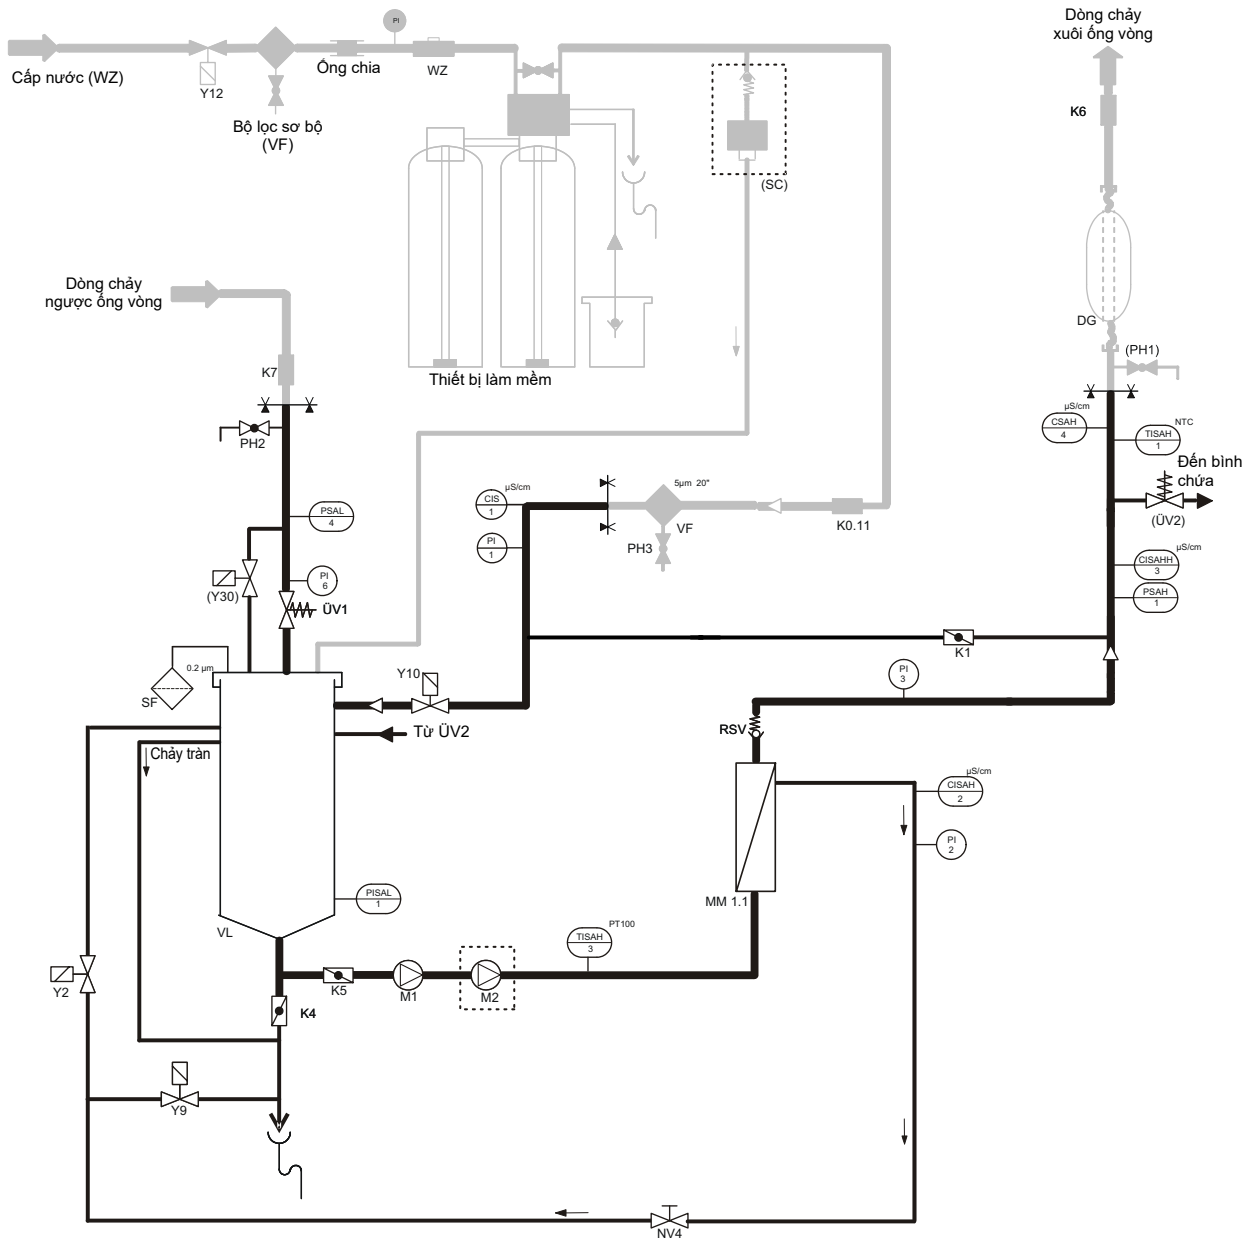 Dòng chảy
xuôi ống vòng
PI
Cấp nước (WZ)
Y12
Ống chia
WZ
K6
Bộ lọc sơ bộ
(VF)
(SC)
Dòng chảy
ngược ống vòng
DG
(PH1)
K7
Thiết bị làm mềm
µS/cm
CSAH
4
TISAH
1
NTC
PH2
Đến bình
chứa
(ÜV2)
PSAL
4
CIS
1
µS/cm
5µm 20"
VF
K0.11
PI
1
PH3
µS/cm
CISAHH
3
PSAH
1
(Y30)
PI
6
ÜV1
K1
0.2 µm
SF
Y10
PI
3
Từ ÜV2
RSV
Chảy tràn
µS/cm
CISAH
2
PI
2
PISAL
1
MM 1.1
VL
TISAH
3
PT100
Y2
K5
M1
M2
K4
Y9
NV4